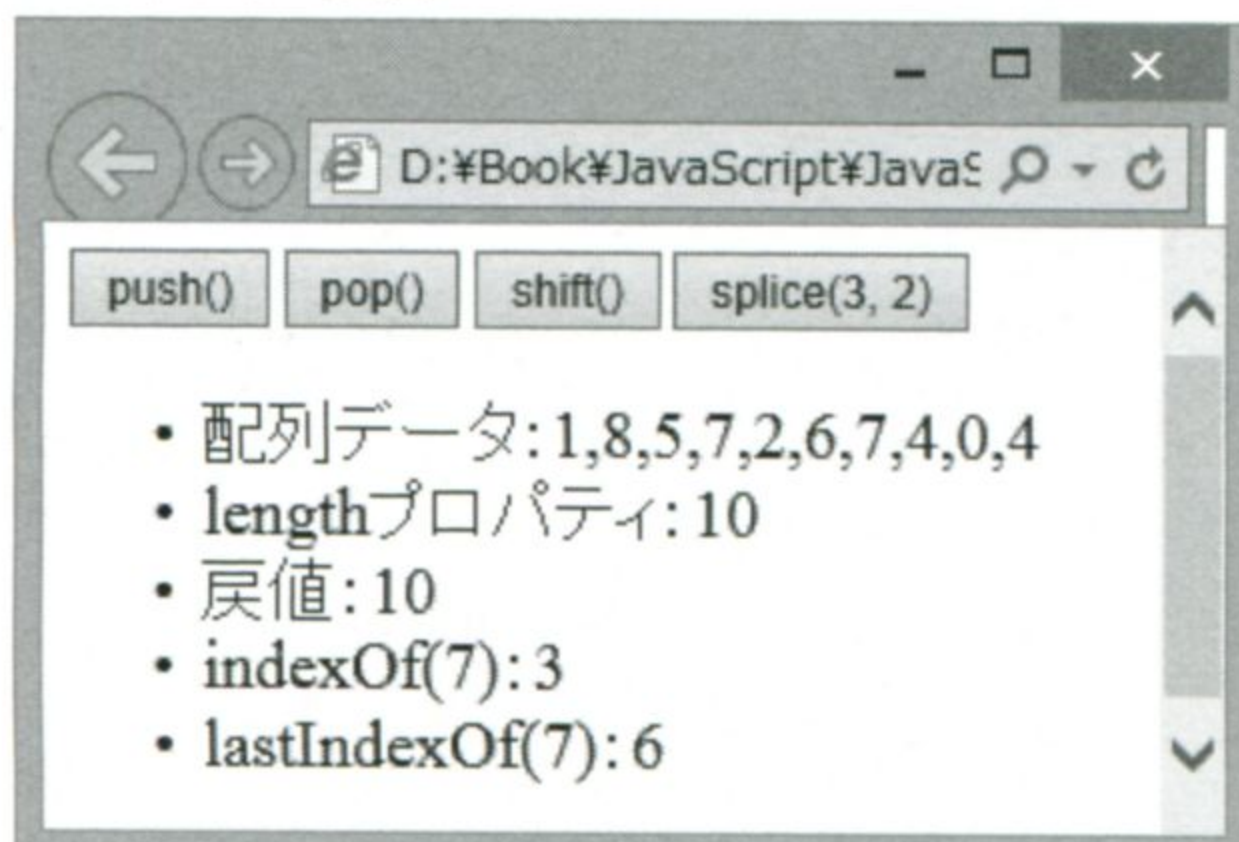 D:¥Book¥JavaScript¥JavaS
push() pop() shift() splice(3, 2)
• 配列データ: 1,8,5,7,2,6,7,4,0,4
• lengthプロパティ: 10
• 戻値: 10
• indexOf(7): 3
• lastIndexOf(7): 6